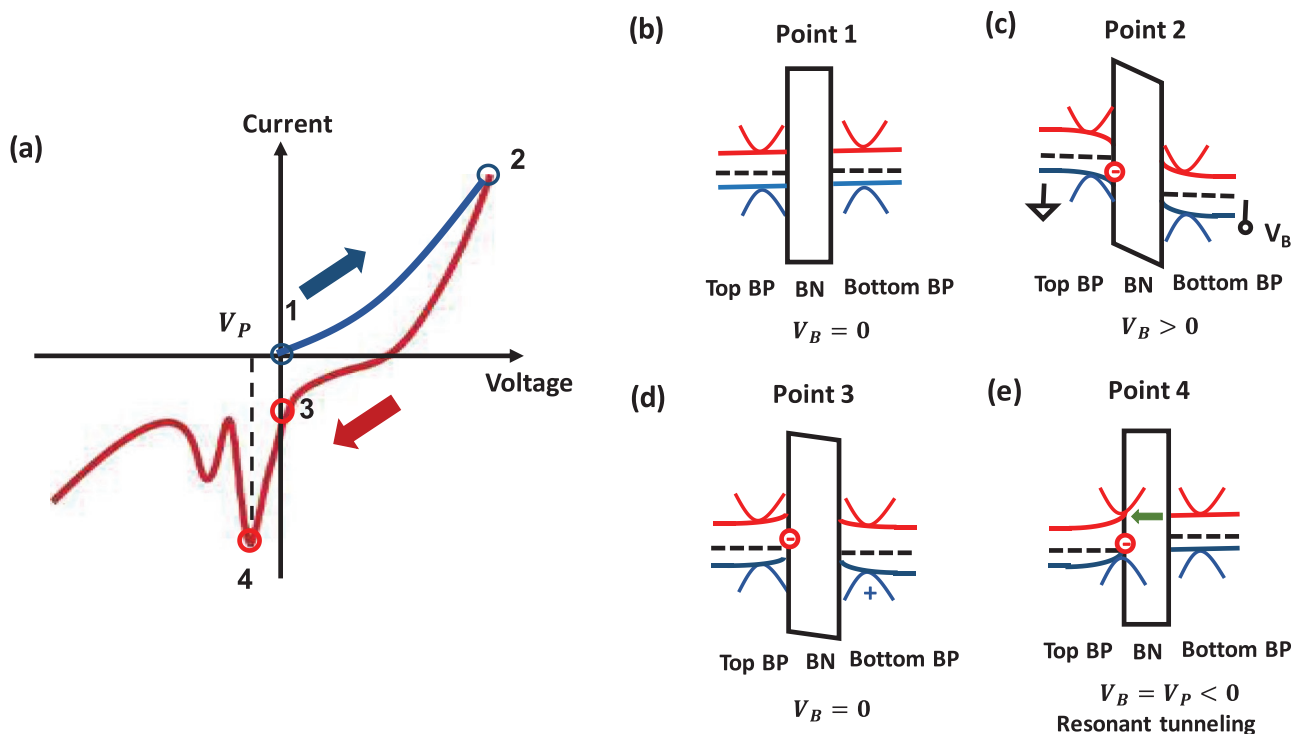 (a)
Current
Voltage
1
2
3
4
V_P
(b)
Point 1
Top BP BN Bottom BP
V_B = 0
(c)
Point 2
−
V_B
Top BP BN Bottom BP
V_B > 0
(d)
Point 3
−
+
Top BP BN Bottom BP
V_B = 0
(e)
Point 4
−
Top BP BN Bottom BP
V_B = V_P < 0
Resonant tunneling